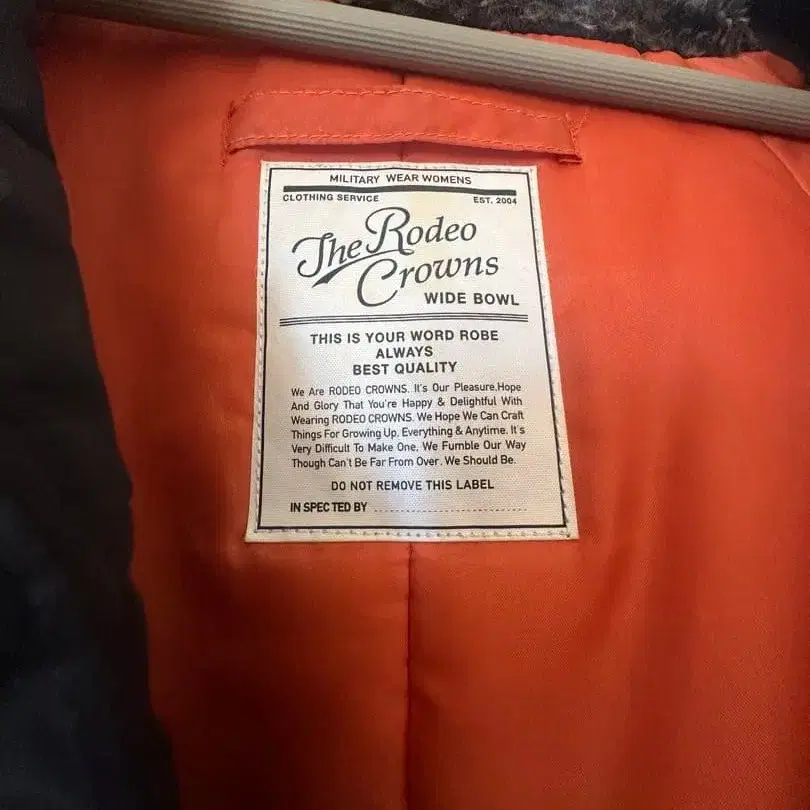 MILITARY WEAR WOMENS
CLOTHING SERVICE EST. 2004
The Rodeo
Crowns
WIDE BOWL
THIS IS YOUR WORD ROBE
ALWAYS
BEST QUALITY
We Are RODEO CROWNS. It's Our Pleasure,Hope
And Glory That You're Happy & Delightful With
Wearing RODEO CROWNS. We Hope We Can Craft
Things For Growing Up, Everything & Anytime. It's
Very Difficult To Make One, We Fumble Our Way
Though Can't Be Far From Over. We Should Be.
DO NOT REMOVE THIS LABEL
IN SPEC TED BY